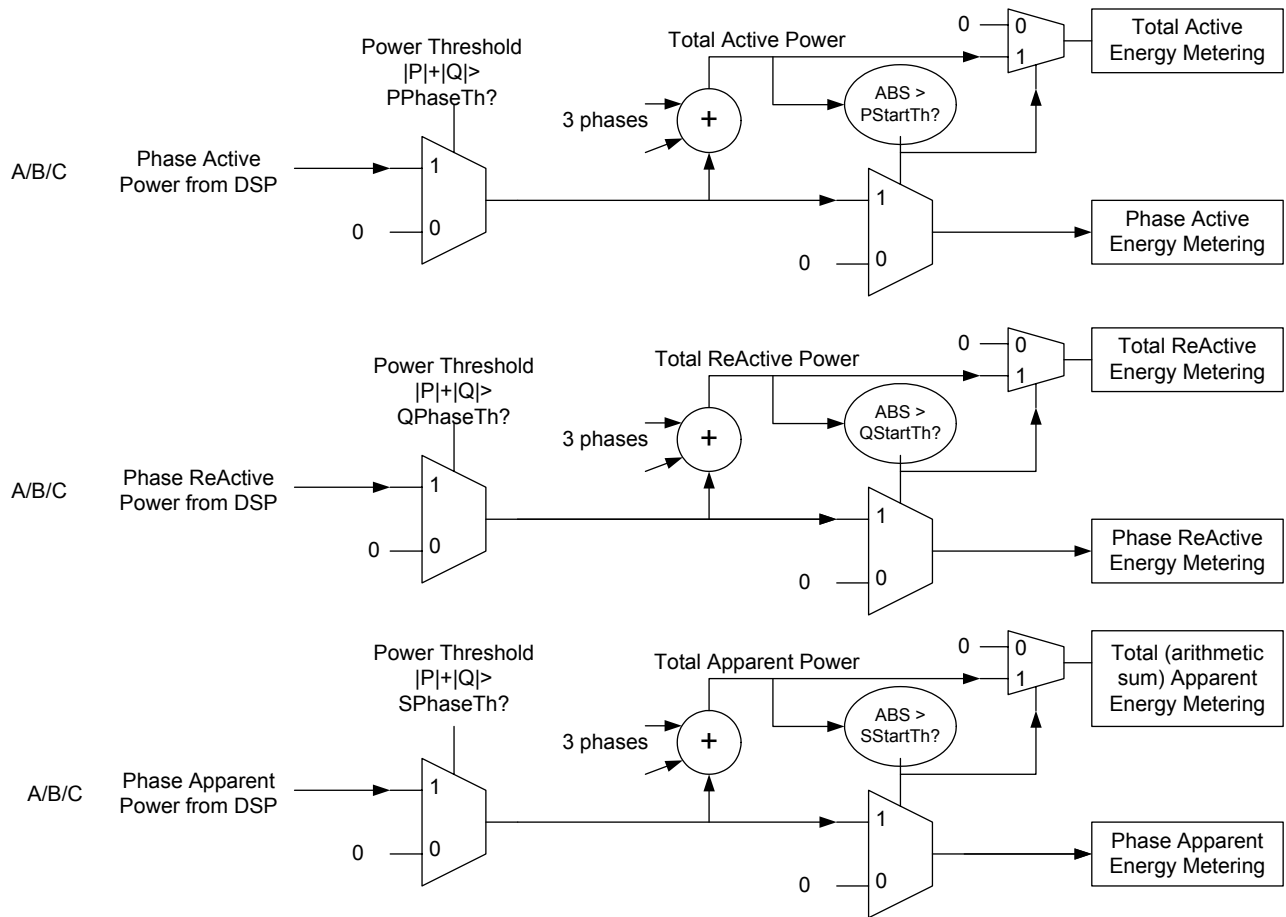 Power Threshold
|P|+|Q|>
PPhaseTh?
Total Active Power
0
0
1
Total Active
Energy Metering
ABS >
PStartTh?
3 phases
+
A/B/C
Phase Active
Power from DSP
1
0
0
1
0
0
Phase Active
Energy Metering
Power Threshold
|P|+|Q|>
QPhaseTh?
Total ReActive Power
0
0
1
Total ReActive
Energy Metering
ABS >
QStartTh?
3 phases
+
A/B/C
Phase ReActive
Power from DSP
1
0
0
1
0
0
Phase ReActive
Energy Metering
Power Threshold
|P|+|Q|>
SPhaseTh?
Total Apparent Power
0
0
1
Total (arithmetic
sum) Apparent
Energy Metering
ABS >
SStartTh?
3 phases
+
A/B/C
Phase Apparent
Power from DSP
1
0
0
1
0
0
Phase Apparent
Energy Metering